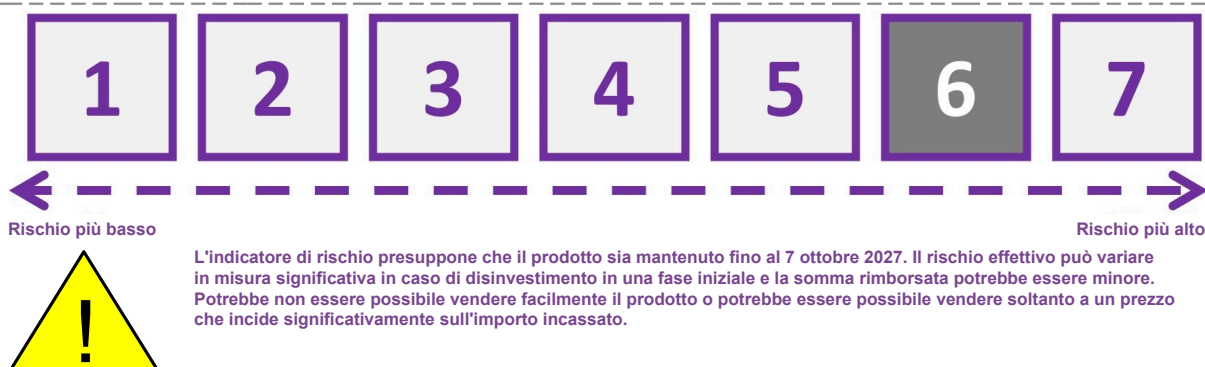 1 2 3 4 5 6 7
Rischio più basso Rischio più alto
L'indicatore di rischio presuppone che il prodotto sia mantenuto fino al 7 ottobre 2027. Il rischio effettivo può variare
in misura significativa in caso di disinvestimento in una fase iniziale e la somma rimborsata potrebbe essere minore.
Potrebbe non essere possibile vendere facilmente il prodotto o potrebbe essere possibile vendere soltanto a un prezzo
che incide significativamente sull'importo incassato.
!